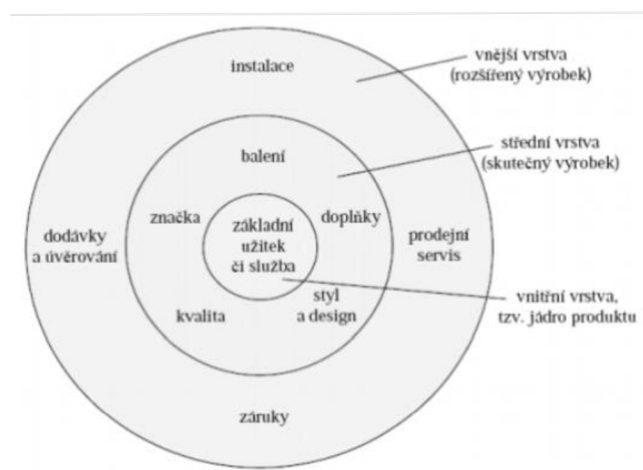 instalace
vnější vrstva
(rozšířený výrobek)
balení
střední vrstva
(skutečný výrobek)
značka
doplňky
základní
užitek
či služba
dodávky
a úvěrování
prodejní
servis
styl
a design
kvalita
vnitřní vrstva,
tzv. jádro produktu
záruky